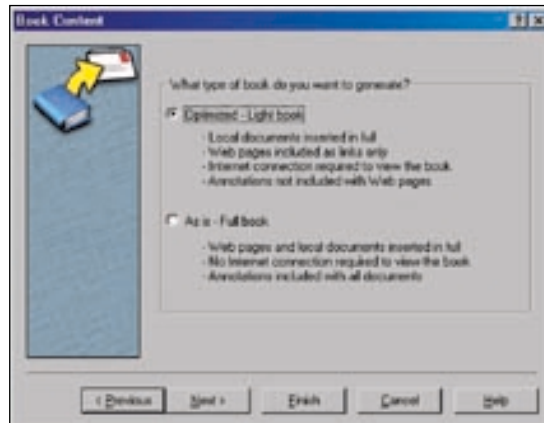 Book Content
What type of book do you want to generate?
Optimized - Light book
- Local documents inserted in full
- Web pages included as links only
- Internet connection required to view the book
- Annotations not included with Web pages
As is - Full book
- Web pages and local documents inserted in full
- No Internet connection required to view the book
- Annotations included with all documents
< Previous Next > Finish Cancel Help